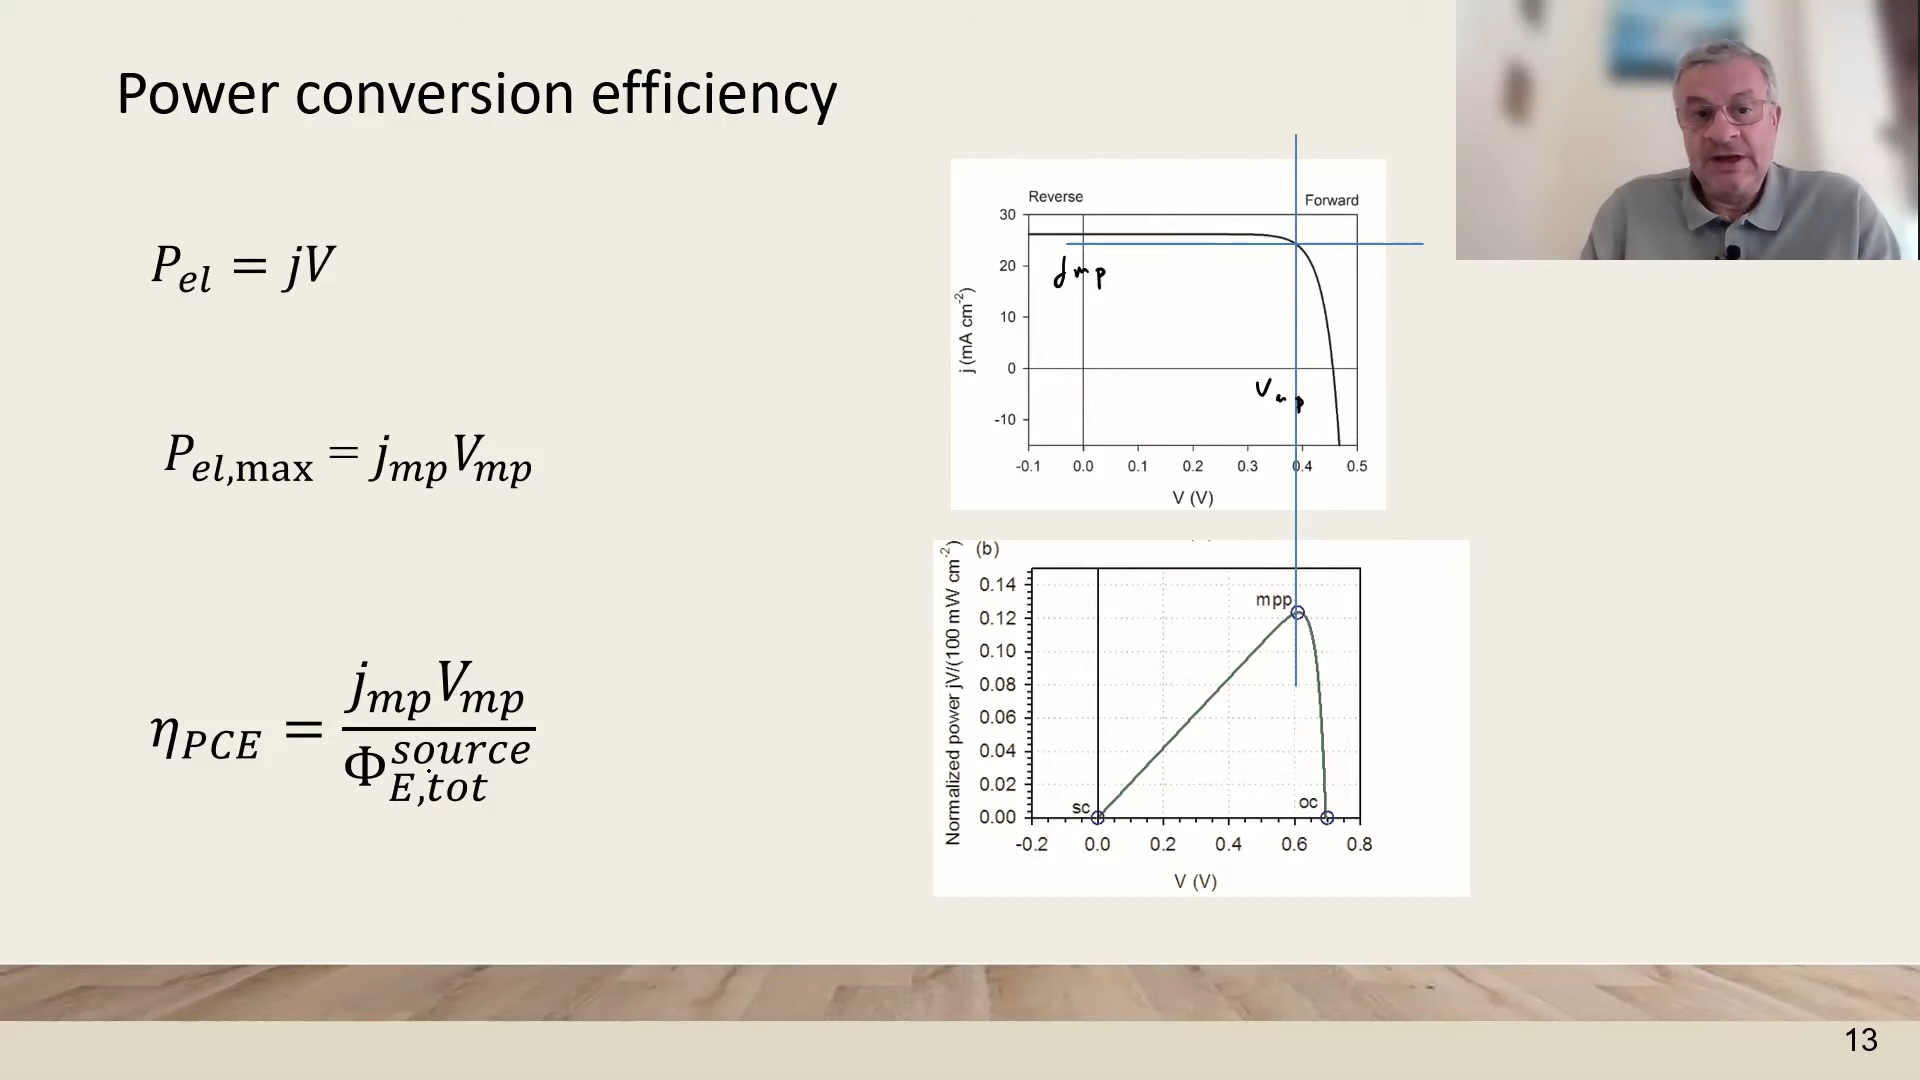 Power conversion efficiency
P_{el} = jV
P_{el,max} = j_{mp}V_{mp}
η_{PCE} = \frac{j_{mp}V_{mp}}{Φ_{E,tot}^{source}}
Reverse
Forward
30
20
10
0
-10
j (mA cm⁻²)
j mp
V mp
-0.1 0.0 0.1 0.2 0.3 0.4 0.5
V (V)
(b)
Normalized power jV/(100 mW cm⁻²)
0.14
0.12
0.10
0.08
0.06
0.04
0.02
0.00
mpp
sc
oc
-0.2 0.0 0.2 0.4 0.6 0.8
V (V)
13